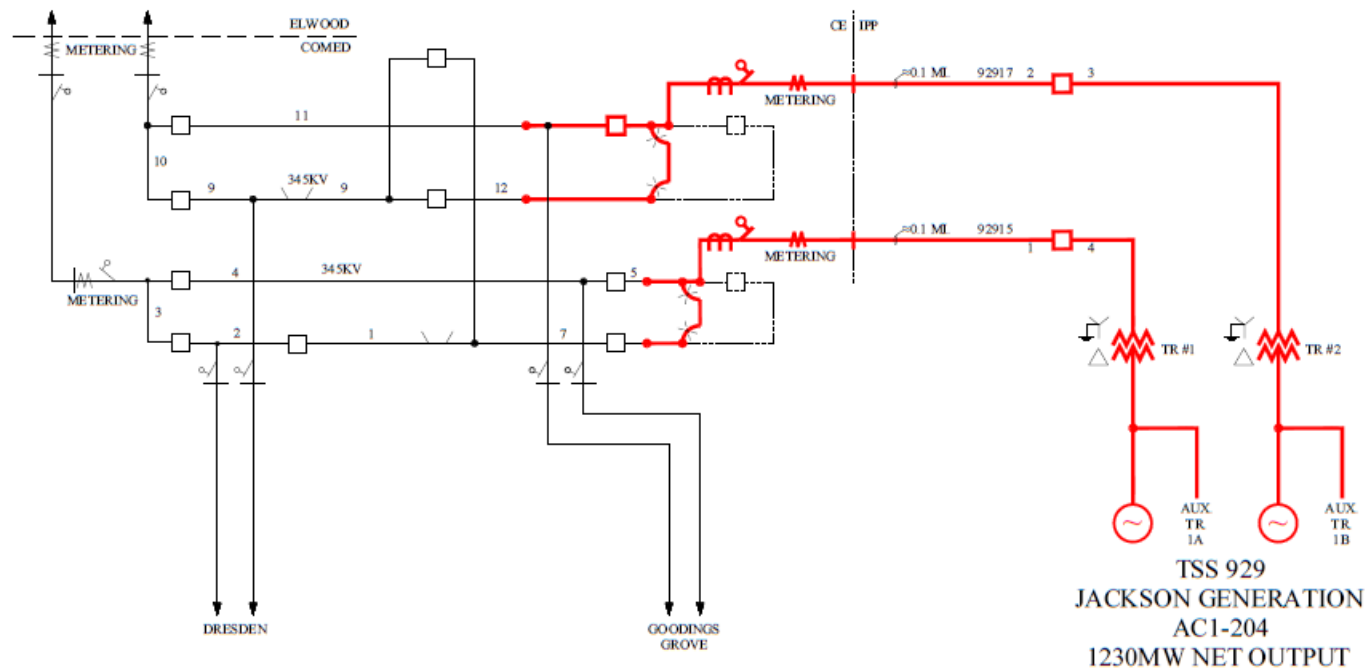 ELWOOD
COMED
METERING
CE
IPP
≈0.1 MI. 92917 2
3
METERING
11
10
9
345KV
9
12
≈0.1 MI. 92915
1
4
METERING
4
345KV
5
METERING
3
2
1
7
TR #1
TR #2
AUX.
TR
1A
AUX.
TR
1B
DRESDEN
GOODINGS
GROVE
TSS 929
JACKSON GENERATION
AC1-204
1230MW NET OUTPUT